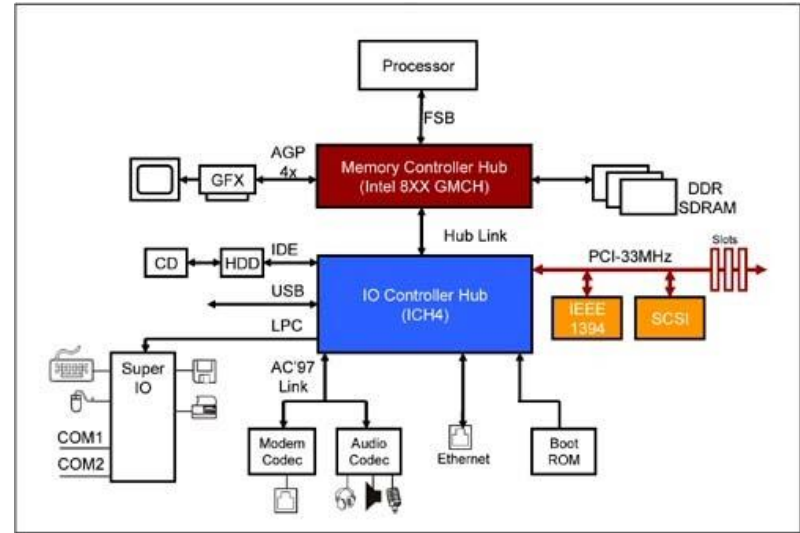 Processor
FSB
AGP
4x
GFX
Memory Controller Hub
(Intel 8XX GMCH)
DDR
SDRAM
Hub Link
CD
HDD
IDE
USB
LPC
IO Controller Hub
(ICH4)
PCI-33MHz
Slots
IEEE
1394
SCSI
Super
IO
COM1
COM2
AC'97
Link
Modem
Codec
Audio
Codec
Ethernet
Boot
ROM